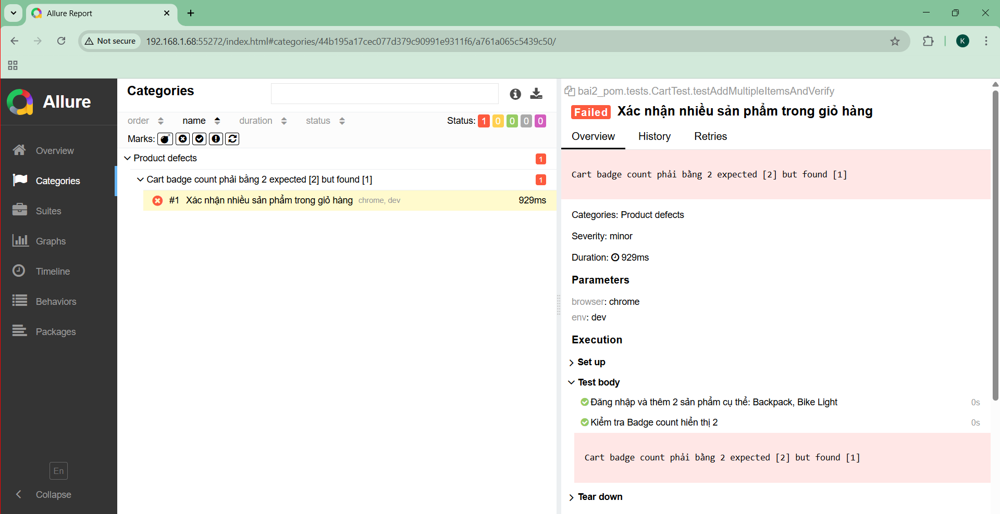 Allure Report
Not secure
192.168.1.68:55272/index.html#categories/44b195a17cec077d379c90991e9311f6/a761a065c5439c50/
K
Allure
Overview
Categories
Suites
Graphs
Timeline
Behaviors
Packages
En
Collapse
Categories
order name duration status Status: 1 0 0 0 0
Marks:
Product defects 1
Cart badge count phải bằng 2 expected [2] but found [1] 1
#1 Xác nhận nhiều sản phẩm trong giỏ hàng chrome, dev 929ms
bai2_pom.tests.CartTest.testAddMultipleItemsAndVerify
Failed Xác nhận nhiều sản phẩm trong giỏ hàng
Overview History Retries
Cart badge count phải bằng 2 expected [2] but found [1]
Categories: Product defects
Severity: minor
Duration: 929ms
Parameters
browser: chrome
env: dev
Execution
Set up
Test body
Đăng nhập và thêm 2 sản phẩm cụ thể: Backpack, Bike Light 0s
Kiểm tra Badge count hiển thị 2 0s
Cart badge count phải bằng 2 expected [2] but found [1]
Tear down